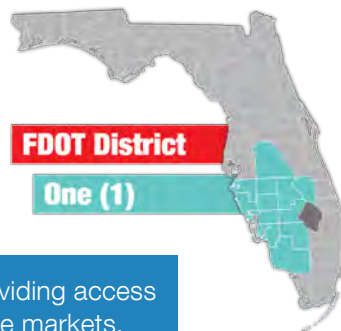 FDOT District
One (1)
viding access
e markets.